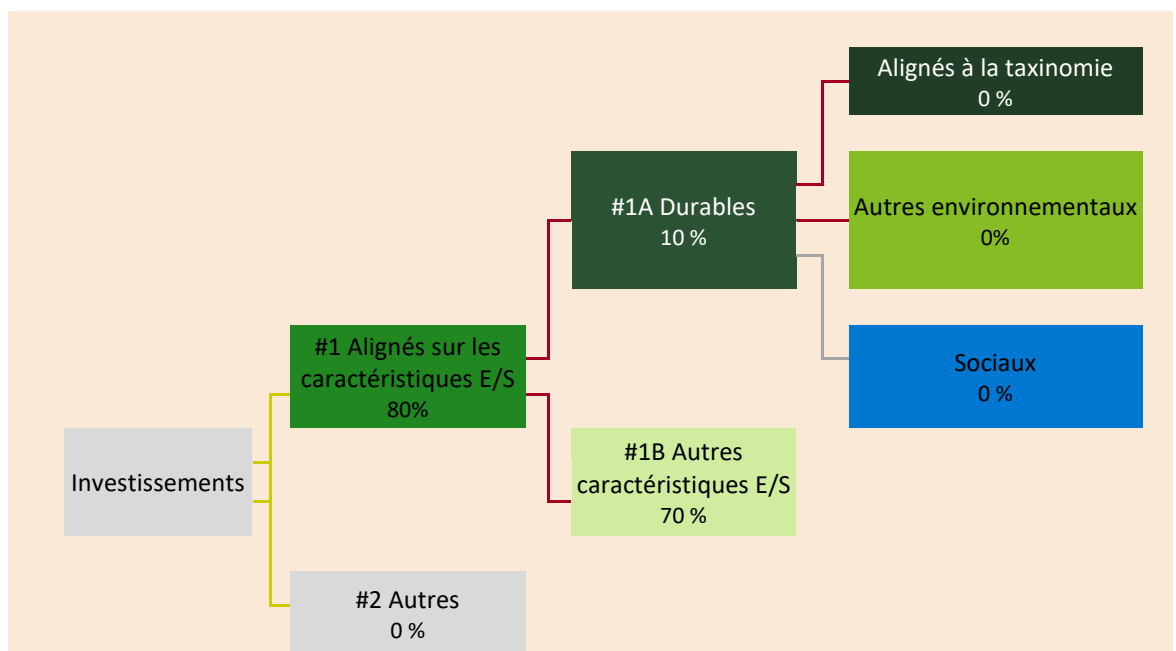 Alignés à la taxinomie
0 %
#1A Durables
10 %
Autres environnementaux
0%
#1 Alignés sur les
caractéristiques E/S
80%
Sociaux
0 %
Investissements
#1B Autres
caractéristiques E/S
70 %
#2 Autres
0 %